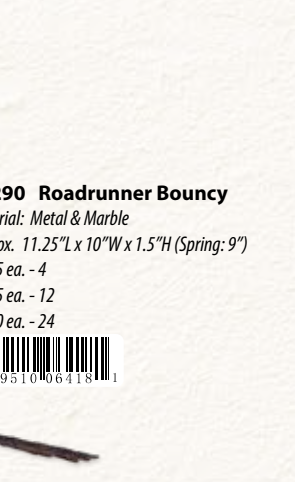 290 Roadrunner Bouncy
rial: Metal & Marble
ox. 11.25"L x 10"W x 1.5"H (Spring: 9")
5 ea. - 4
5 ea. - 12
0 ea. - 24
9510 06418 1